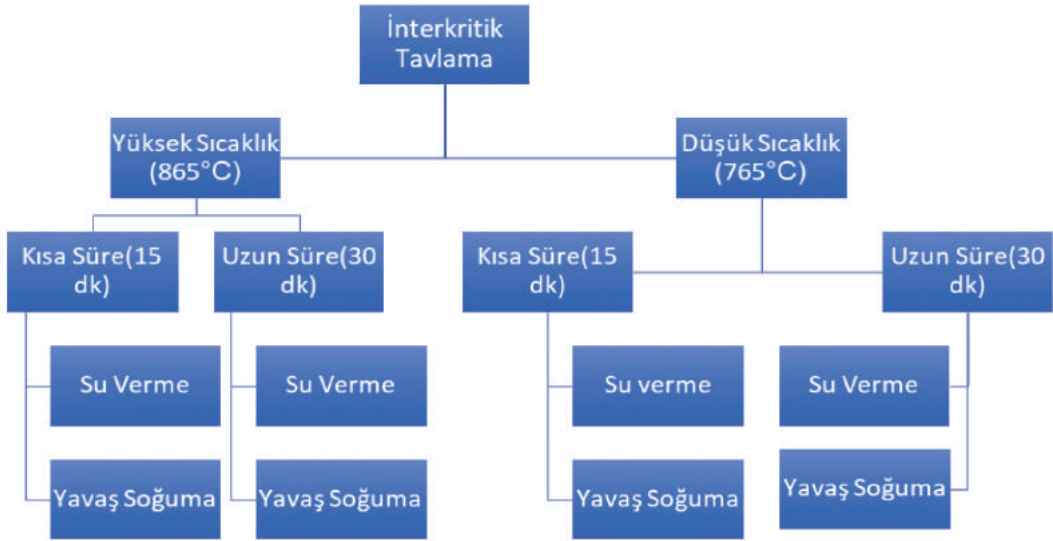 İnterkritik
Tavlama
Yüksek Sıcaklık
(865°C)
Düşük Sıcaklık
(765°C)
Kısa Süre(15
dk)
Uzun Süre(30
dk)
Kısa Süre(15
dk)
Uzun Süre(30
dk)
Su Verme
Su Verme
Su verme
Su Verme
Yavaş Soğuma
Yavaş Soğuma
Yavaş Soğuma
Yavaş Soğuma